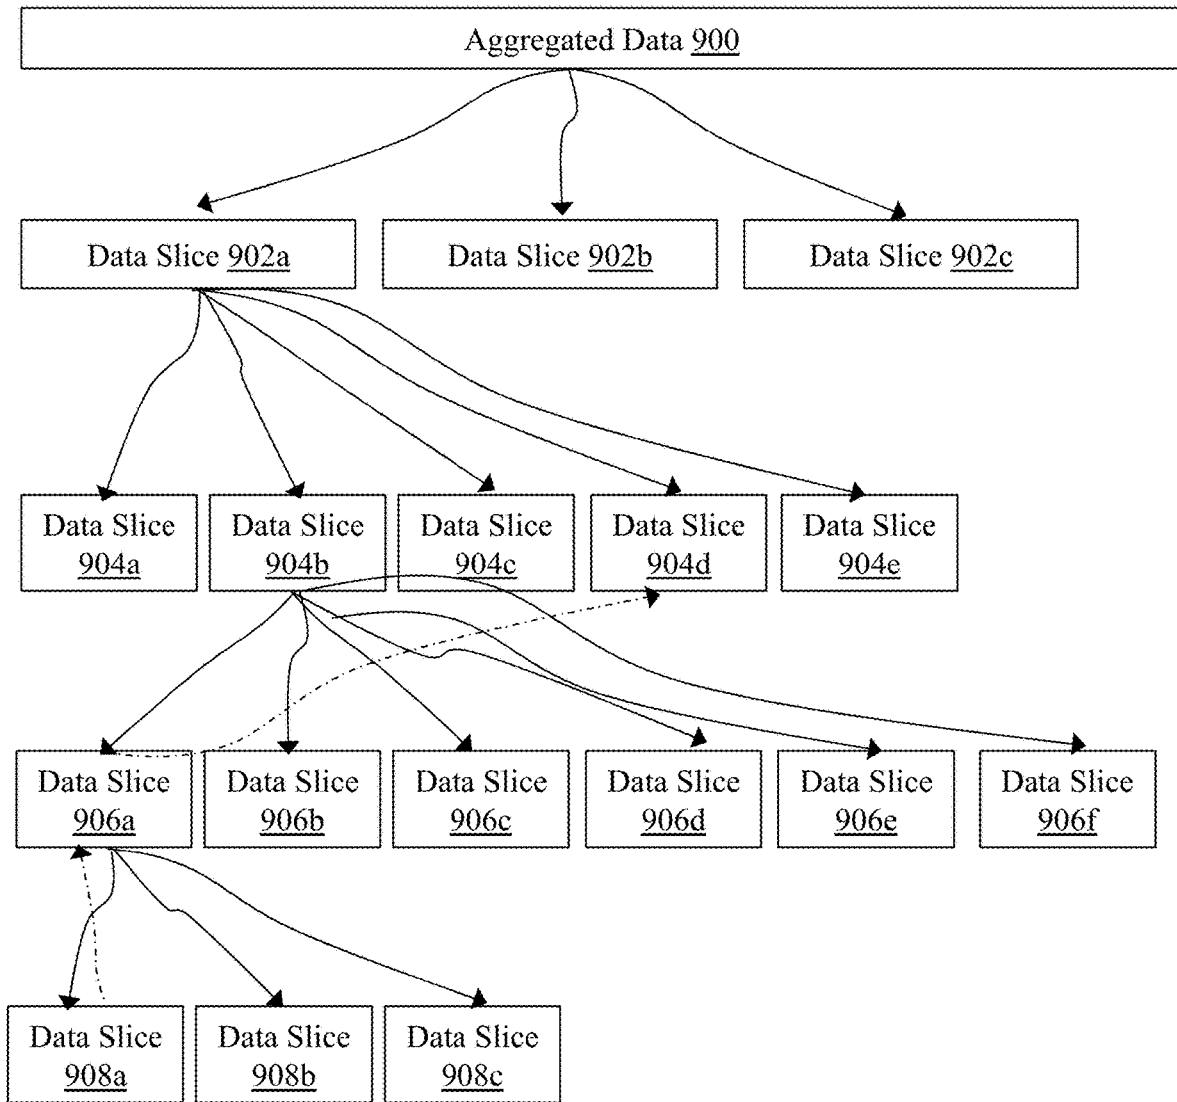 Aggregated Data 900
Data Slice 902a
Data Slice 902b
Data Slice 902c
Data Slice
904a
Data Slice
904b
Data Slice
904c
Data Slice
904d
Data Slice
904e
Data Slice
906a
Data Slice
906b
Data Slice
906c
Data Slice
906d
Data Slice
906e
Data Slice
906f
Data Slice
908a
Data Slice
908b
Data Slice
908c